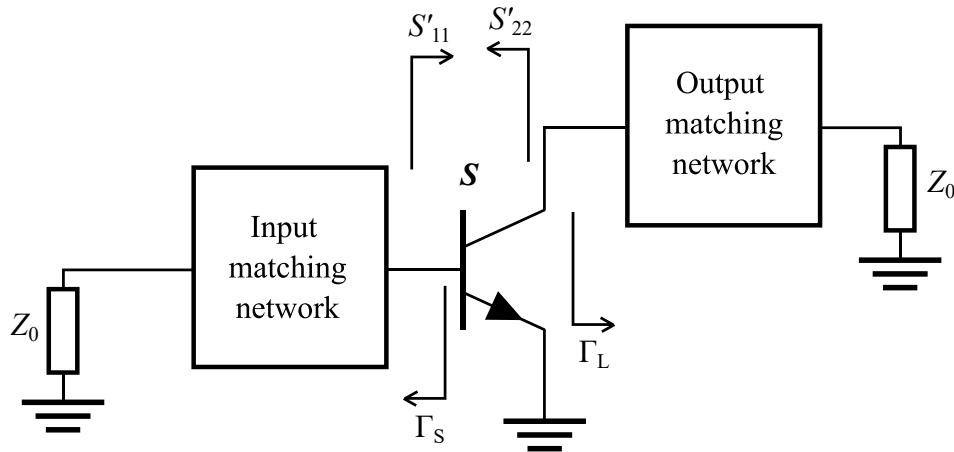 S′11
S′22
Output
matching
network
Z0
S
Input
matching
network
Z0
ΓL
ΓS